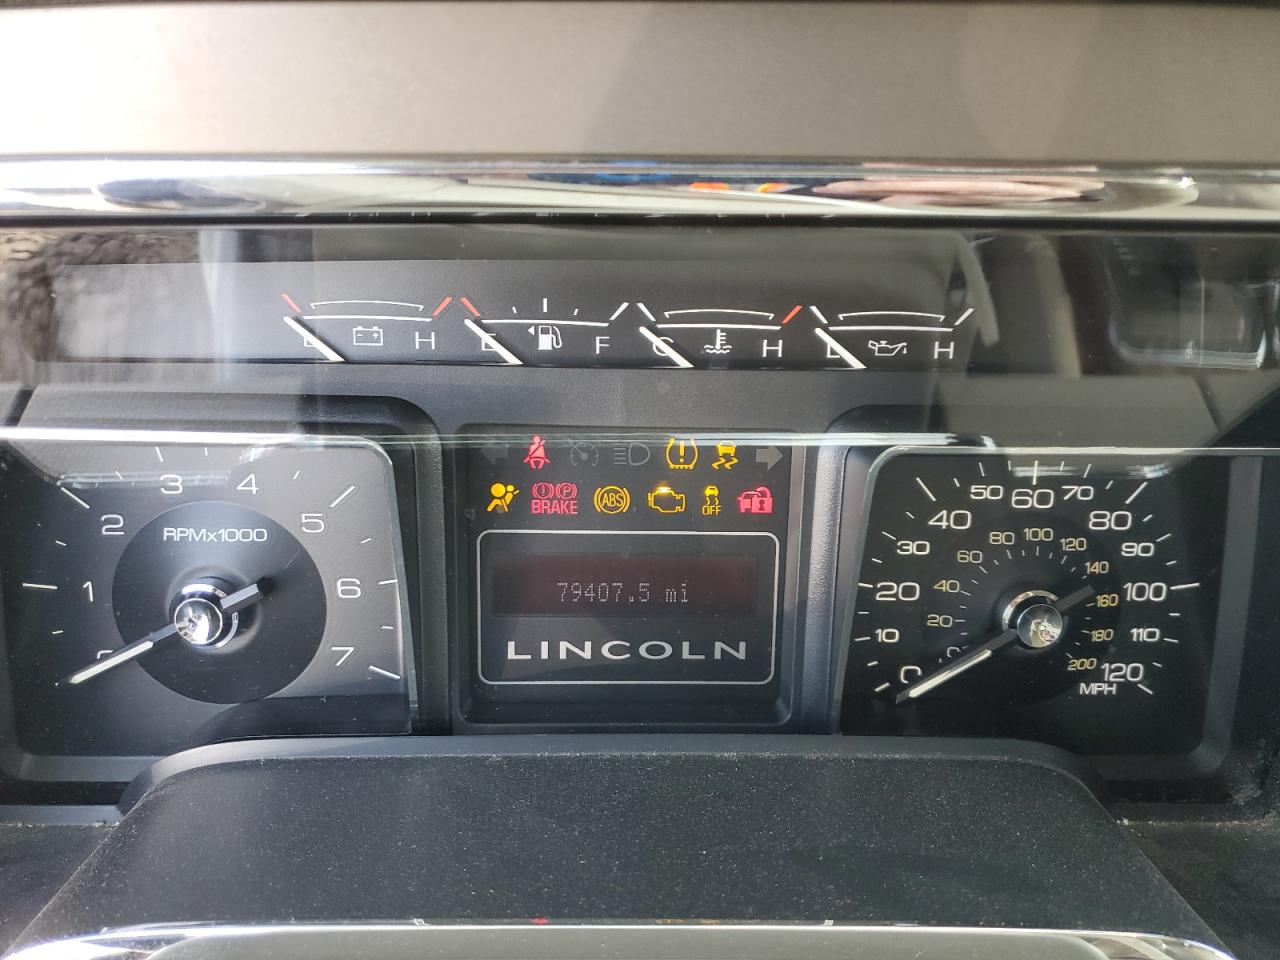 L H E F C H L H
BRAKE ABS OFF
79407.5 mi
LINCOLN
0 1 2 3 4 5 6 7
RPMx1000
0 10 20 30 40 50 60 70 80 90 100 110 120
MPH
0 20 40 60 80 100 120 140 160 180 200